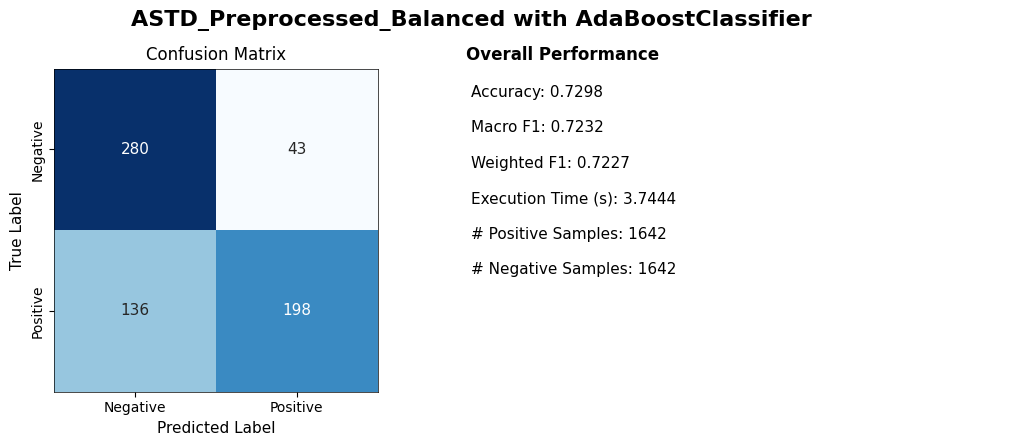 ASTD_Preprocessed_Balanced with AdaBoostClassifier
Confusion Matrix
True Label
Negative
Positive
280
43
136
198
Negative
Positive
Predicted Label
Overall Performance
Accuracy: 0.7298
Macro F1: 0.7232
Weighted F1: 0.7227
Execution Time (s): 3.7444
# Positive Samples: 1642
# Negative Samples: 1642